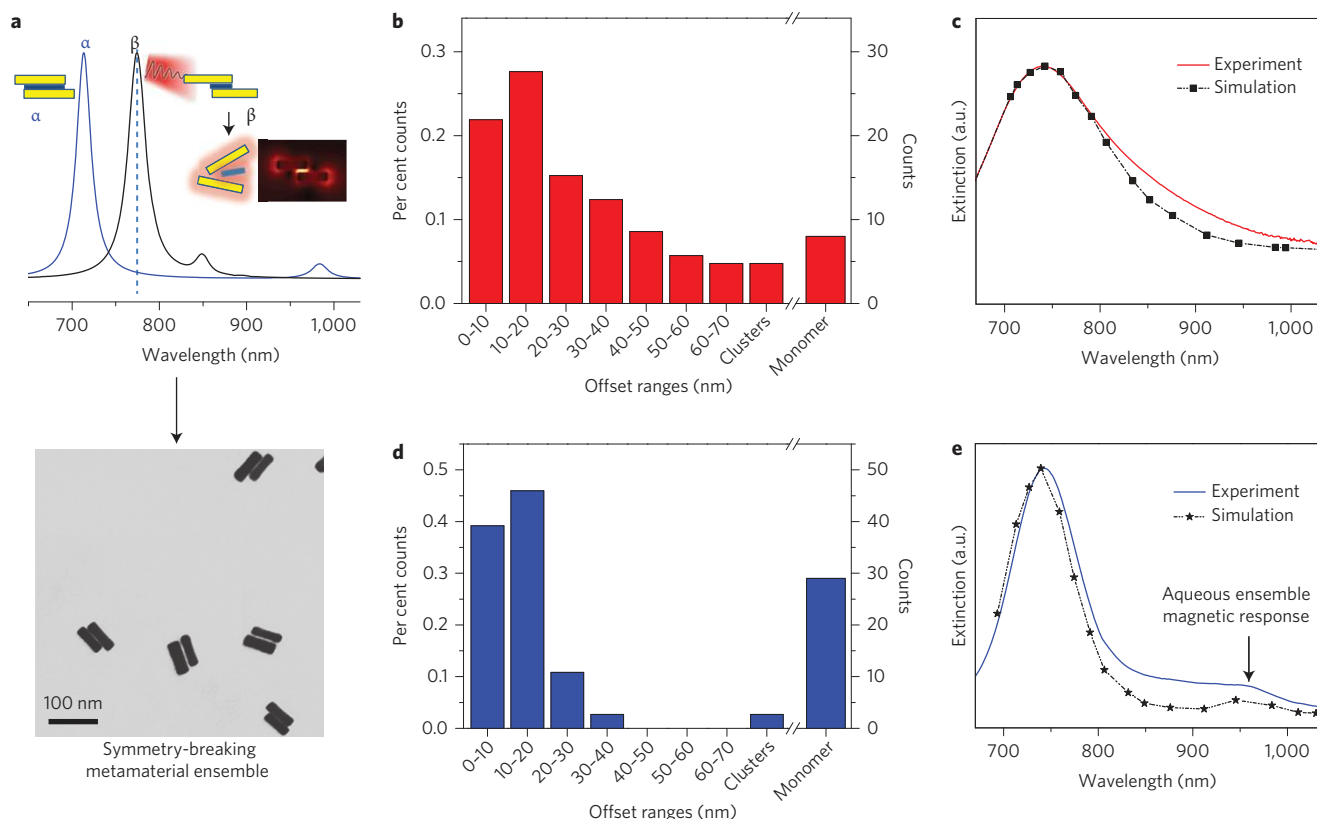 a
α
β
α
β
700
800
900
1,000
Wavelength (nm)
100 nm
Symmetry-breaking
metamaterial ensemble
b
0.3
0.2
0.1
0.0
Per cent counts
30
20
10
0
Counts
0–10
10–20
20–30
30–40
40–50
50–60
60–70
Clusters
Monomer
Offset ranges (nm)
c
Experiment
Simulation
Extinction (a.u.)
700
800
900
1,000
Wavelength (nm)
d
0.5
0.4
0.3
0.2
0.1
0.0
Per cent counts
50
40
30
20
10
0
Counts
0–10
10–20
20–30
30–40
40–50
50–60
60–70
Clusters
Monomer
Offset ranges (nm)
e
Experiment
Simulation
Aqueous ensemble
magnetic response
Extinction (a.u.)
700
800
900
1,000
Wavelength (nm)